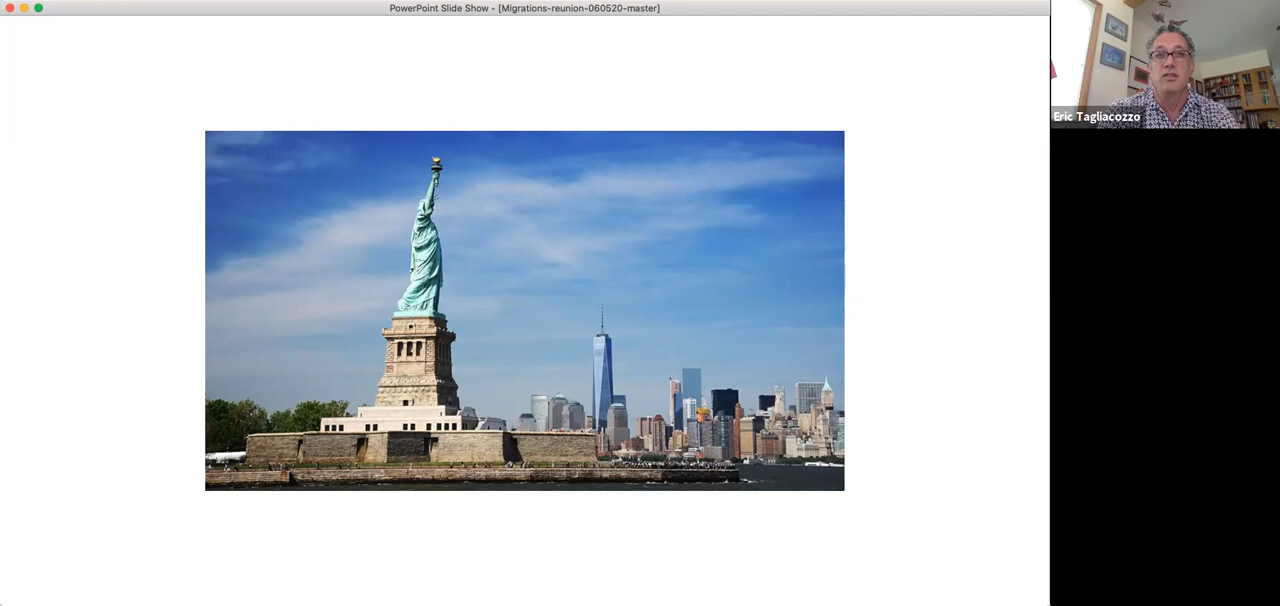 PowerPoint Slide Show - [Migrations-reunion-060520-master]
Eric Tagliacozzo